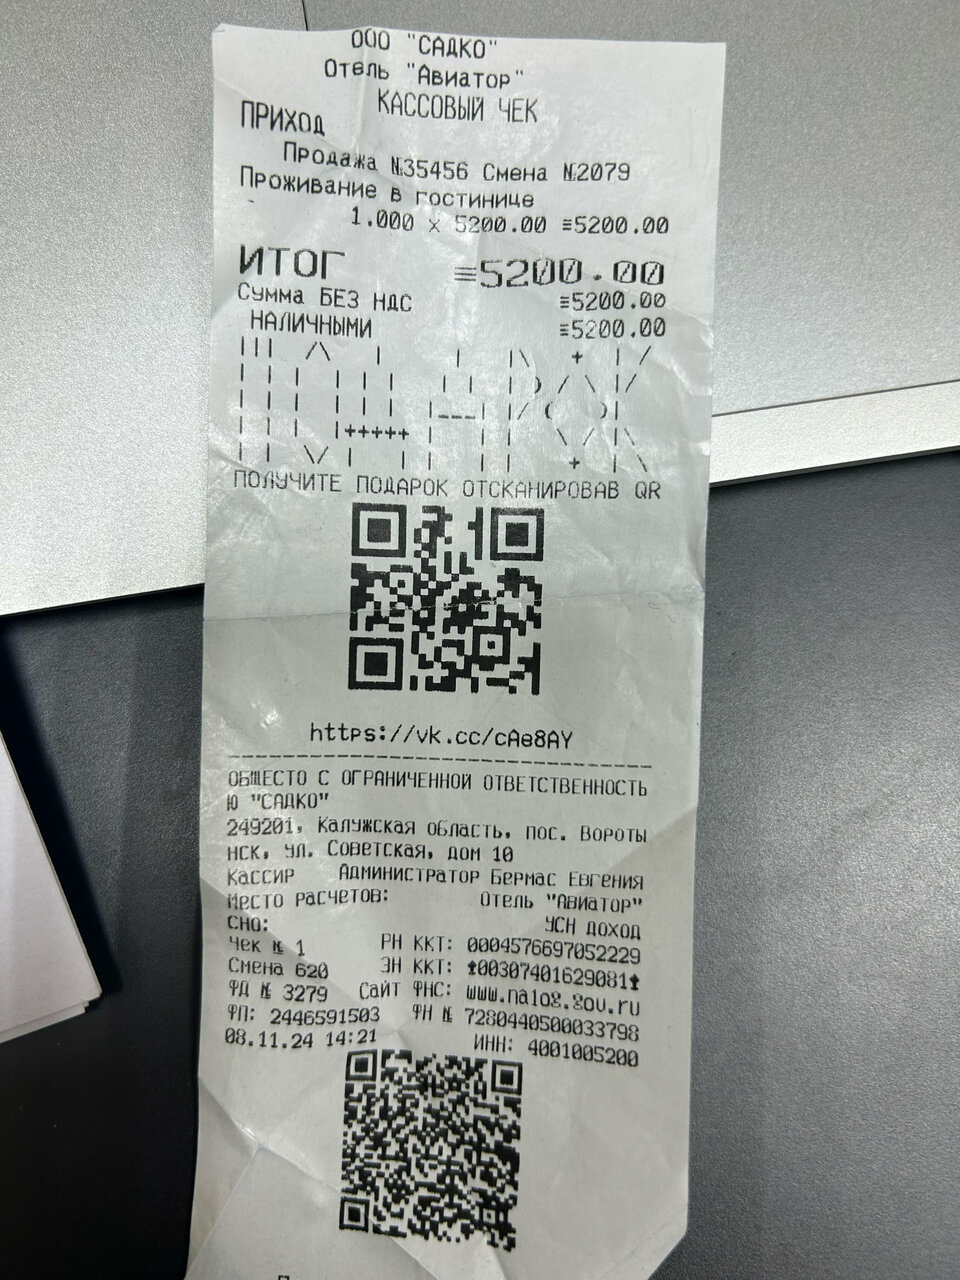 ООО "САДКО"
Отель "Авиатор"
КАССОВЫЙ ЧЕК
ПРИХОД
Продажа №35456 Смена №2079
Проживание в гостинице
1.000 x 5200.00 ≡5200.00
ИТОГ ≡5200.00
Сумма БЕЗ НДС ≡5200.00
НАЛИЧНЫМИ ≡5200.00
ПОЛУЧИТЕ ПОДАРОК ОТСКАНИРОВАВ QR
https://vk.cc/cAe8AY
ОБЩЕСТО С ОГРАНИЧЕННОЙ ОТВЕТСТВЕННОСТЬ
Ю "САДКО"
249201, Калужская область, пос. Вороты
нск, ул. Советская, дом 10
Кассир Администратор Бермас Евгения
Место расчетов: Отель "Авиатор"
СНО: УСН доход
Чек № 1 РН ККТ: 0004576697052229
Смена 620 ЗН ККТ: 00307401629081
ФД № 3279 Сайт ФНС: www.nalog.gov.ru
ФП: 2446591503 ФН № 7280440500033798
08.11.24 14:21 ИНН: 4001005200